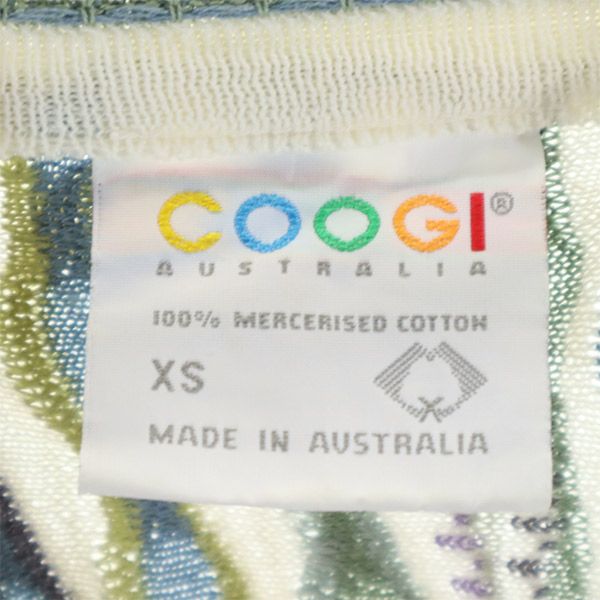 COOGI®
AUSTRALIA
100% MERCERISED COTTON
XS
MADE IN AUSTRALIA